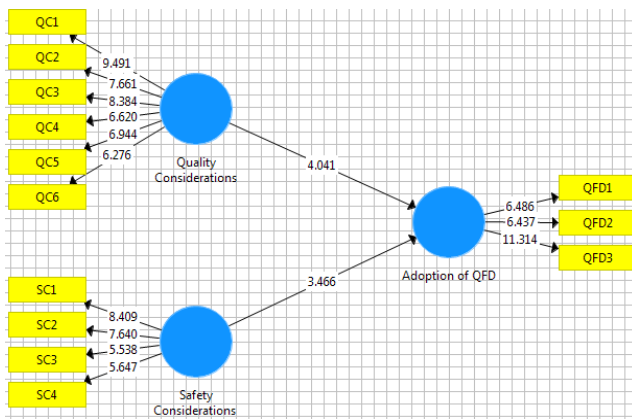 QC1
QC2
QC3
QC4
QC5
QC6
9.491
7.661
8.384
6.620
6.944
6.276
Quality
Considerations
4.041
QFD1
QFD2
QFD3
6.486
6.437
11.314
Adoption of QFD
3.466
SC1
SC2
SC3
SC4
8.409
7.640
5.538
5.647
Safety
Considerations